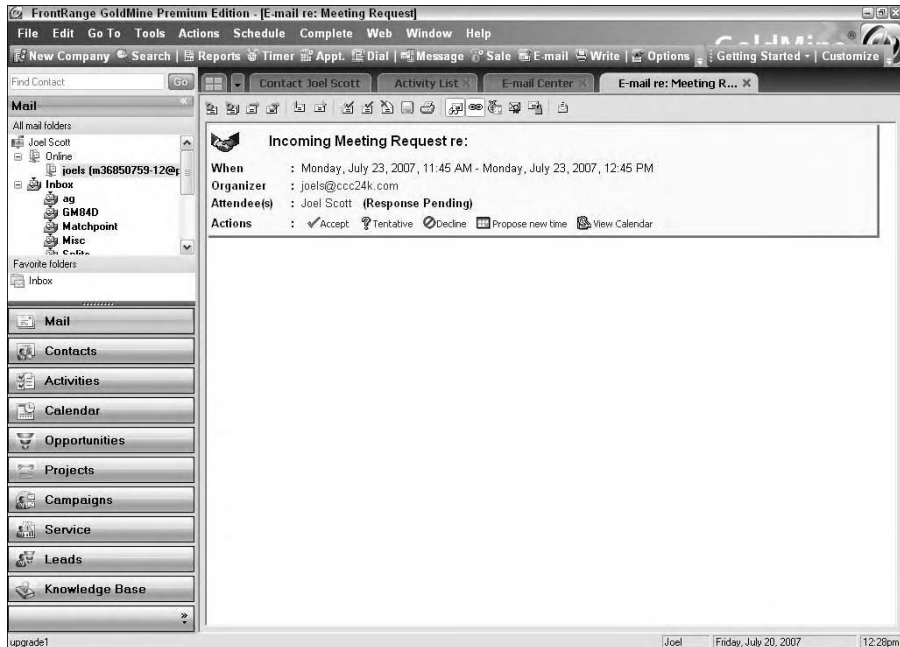 FrontRange GoldMine Premium Edition - [E-mail re: Meeting Request]
File Edit Go To Tools Actions Schedule Complete Web Window Help
GoldMine ®
New Company Search Reports Timer Appt. Dial Message Sale E-mail Write Options Getting Started Customize
Find Contact Go Contact Joel Scott Activity List E-mail Center E-mail re: Meeting R...
Mail
All mail folders
Joel Scott
Online
joels (m36850759-12@p
Inbox
ag
GM84D
Matchpoint
Misc
Favorite folders
Inbox
Mail
Contacts
Activities
Calendar
Opportunities
Projects
Campaigns
Service
Leads
Knowledge Base
Incoming Meeting Request re:
When : Monday, July 23, 2007, 11:45 AM - Monday, July 23, 2007, 12:45 PM
Organizer : joels@ccc24k.com
Attendee(s) : Joel Scott (Response Pending)
Actions : Accept Tentative Decline Propose new time View Calendar
upgrade1 Joel Friday, July 20, 2007 12:28pm